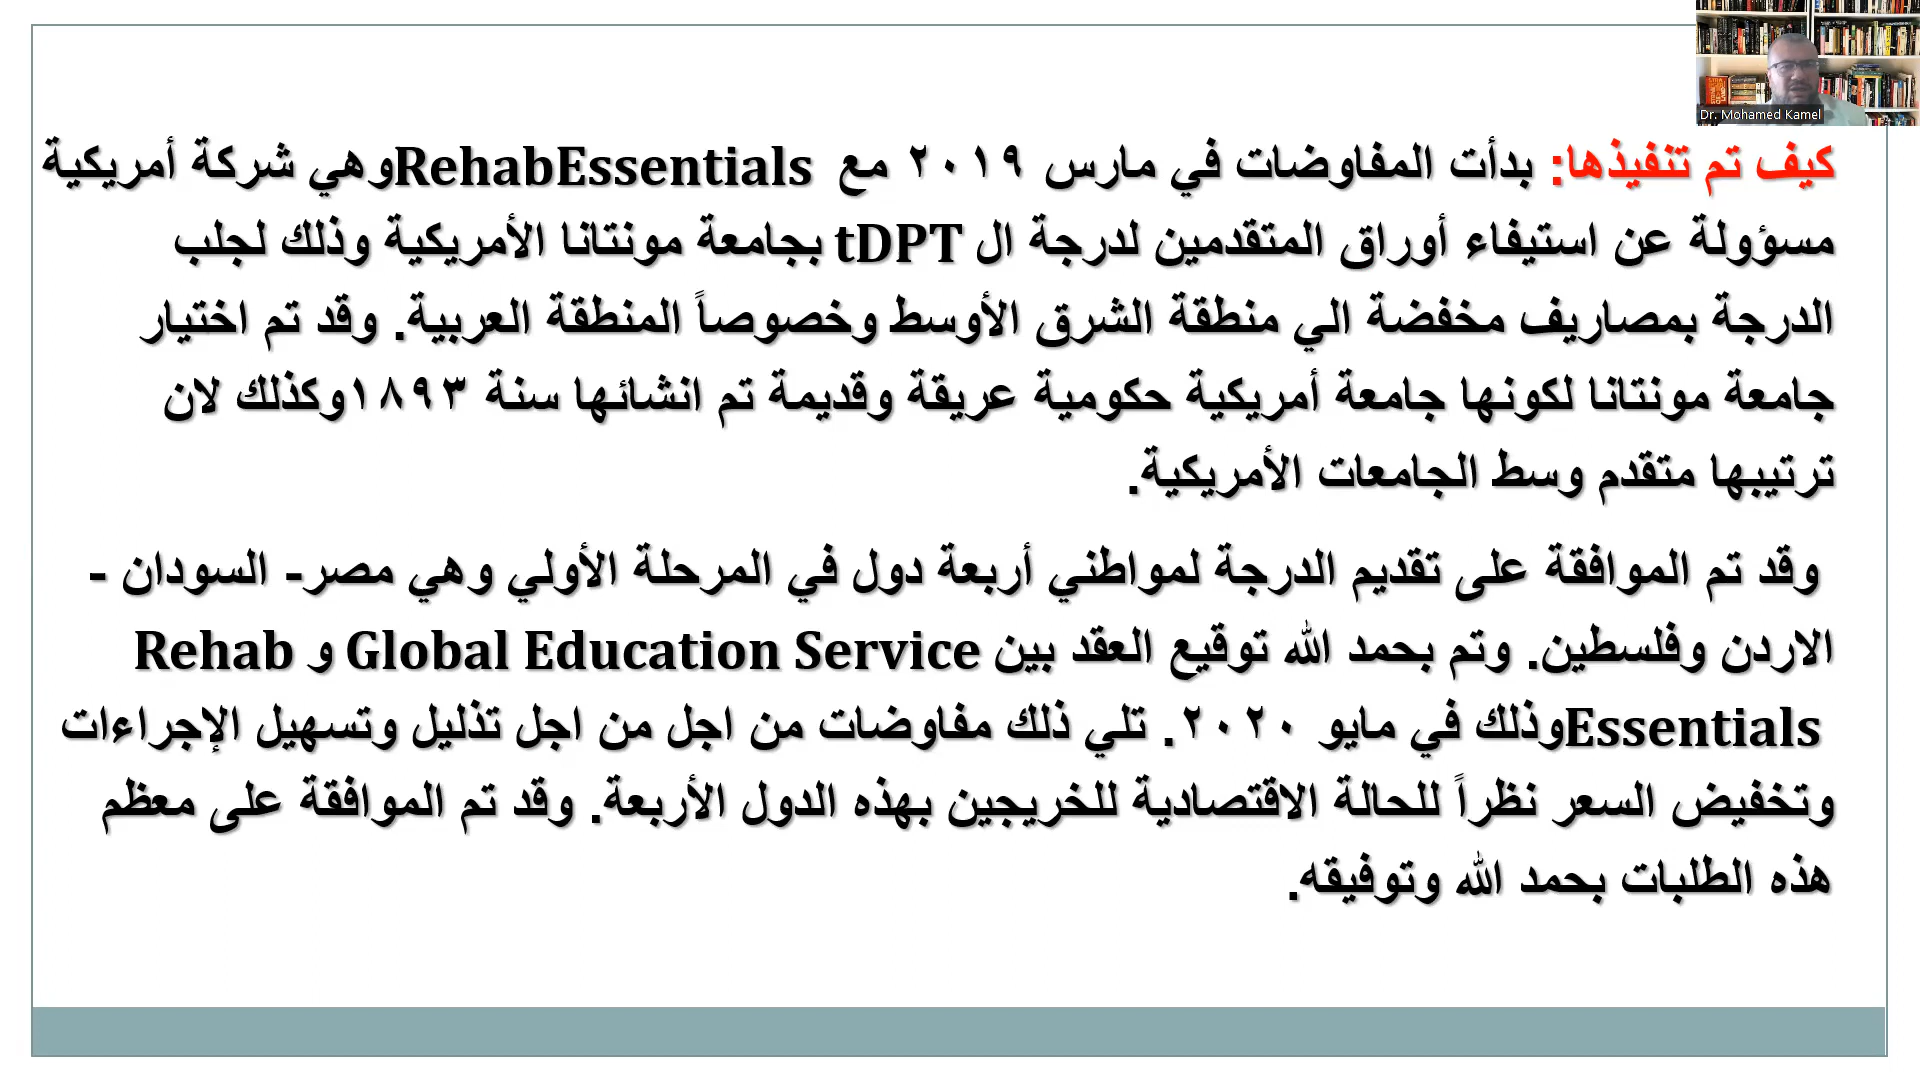 Dr. Mohamed Kamel
كيف تم تنفيذها: بدأت المفاوضات في مارس ٢٠١٩ مع RehabEssentialsوهي شركة أمريكية
مسؤولة عن استيفاء أوراق المتقدمين لدرجة ال tDPT بجامعة مونتانا الأمريكية وذلك لجلب
الدرجة بمصاريف مخفضة الي منطقة الشرق الأوسط وخصوصاً المنطقة العربية. وقد تم اختيار
جامعة مونتانا لكونها جامعة أمريكية حكومية عريقة وقديمة تم انشائها سنة ١٨٩٣وكذلك لان
ترتيبها متقدم وسط الجامعات الأمريكية.
وقد تم الموافقة على تقديم الدرجة لمواطني أربعة دول في المرحلة الأولي وهي مصر- السودان -
الاردن وفلسطين. وتم بحمد الله توقيع العقد بين Global Education Service و Rehab
Essentialsوذلك في مايو ٢٠٢٠. تلي ذلك مفاوضات من اجل من اجل تذليل وتسهيل الإجراءات
وتخفيض السعر نظراً للحالة الاقتصادية للخريجين بهذه الدول الأربعة. وقد تم الموافقة على معظم
هذه الطلبات بحمد الله وتوفيقه.